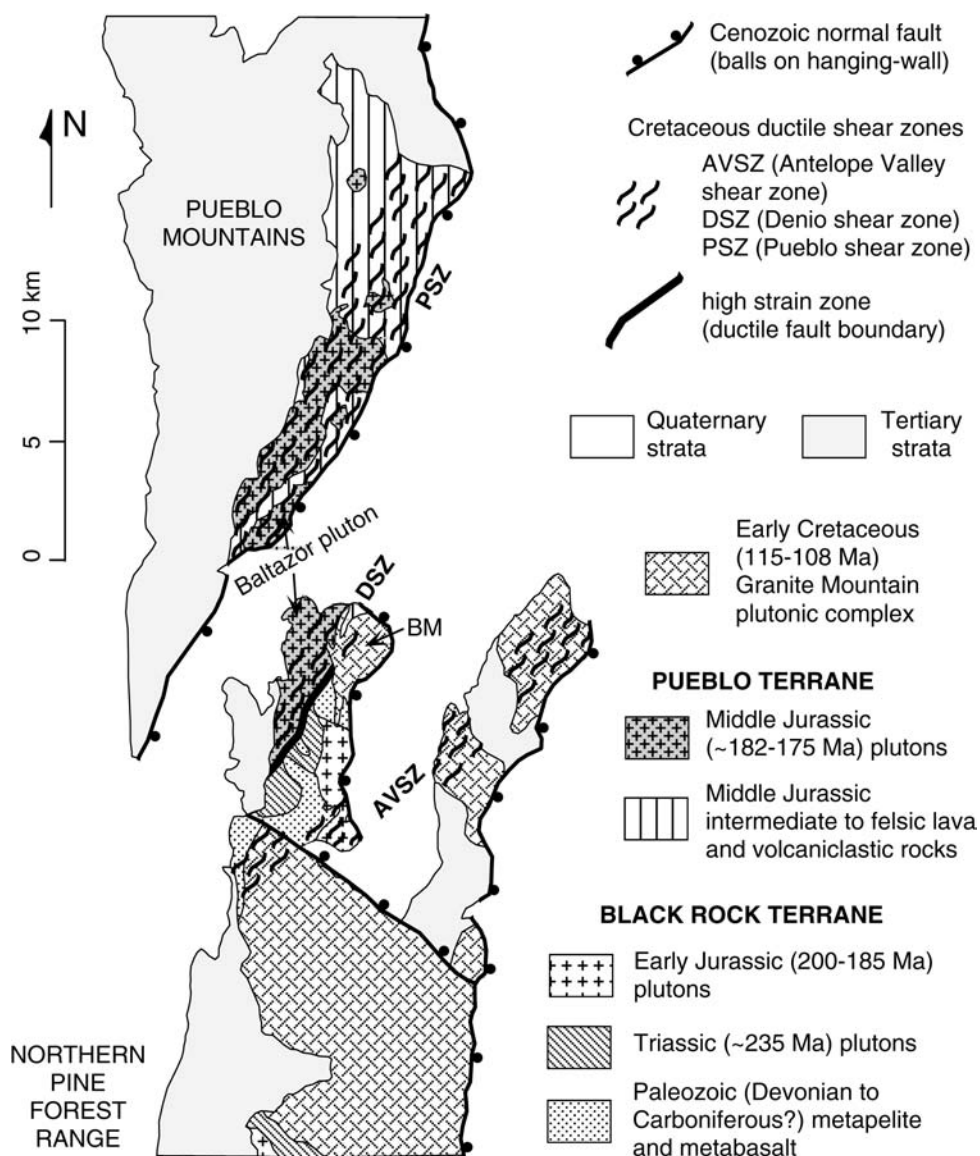 N
PUEBLO
MOUNTAINS
10 km
5
0
PSZ
Baltazor pluton
DSZ
BM
AVSZ
NORTHERN
PINE
FOREST
RANGE
Cenozoic normal fault
(balls on hanging-wall)
Cretaceous ductile shear zones
AVSZ (Antelope Valley
shear zone)
DSZ (Denio shear zone)
PSZ (Pueblo shear zone)
high strain zone
(ductile fault boundary)
Quaternary
strata
Tertiary
strata
Early Cretaceous
(115-108 Ma)
Granite Mountain
plutonic complex
PUEBLO TERRANE
Middle Jurassic
(~182-175 Ma) plutons
Middle Jurassic
intermediate to felsic lava
and volcaniclastic rocks
BLACK ROCK TERRANE
Early Jurassic (200-185 Ma)
plutons
Triassic (~235 Ma) plutons
Paleozoic (Devonian to
Carboniferous?) metapelite
and metabasalt